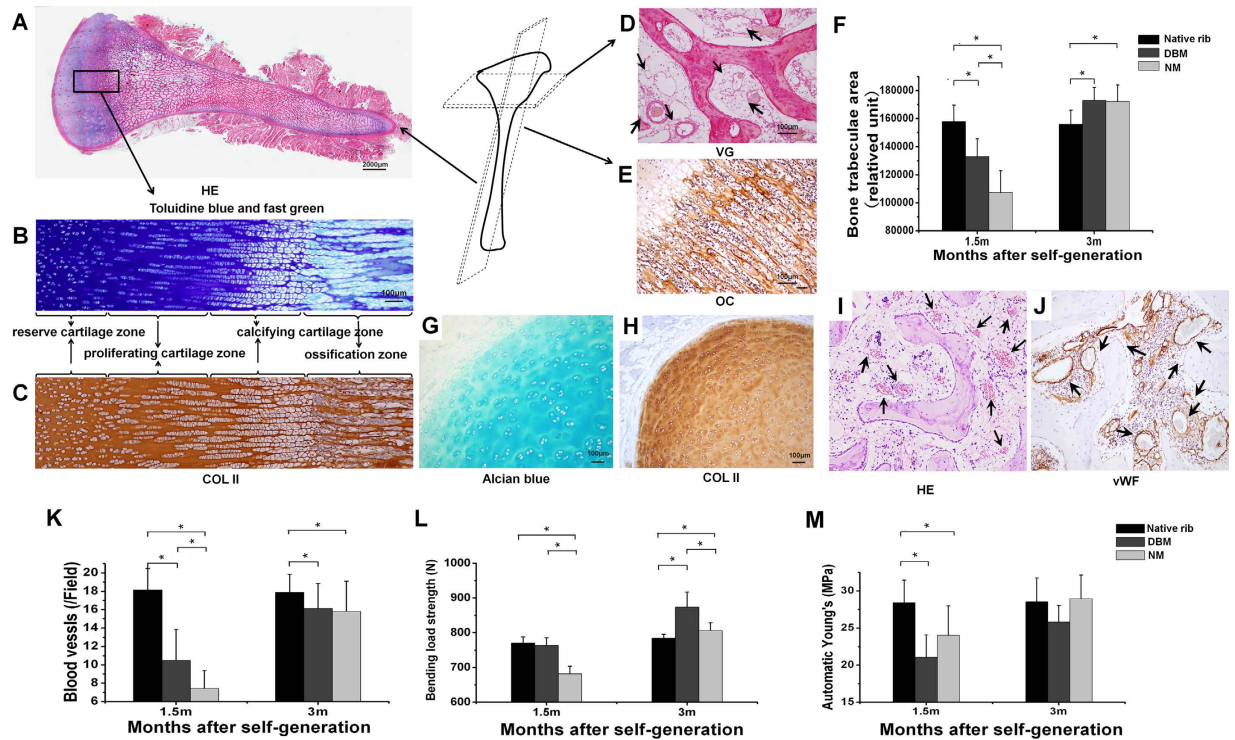 A
2000μm
HE
Toluidine blue and fast green
B
100μm
reserve cartilage zone
calcifying cartilage zone
proliferating cartilage zone
ossification zone
C
COL II
D
100μm
VG
E
100μm
OC
F
Native rib
DBM
NM
Bone trabeculae area
(relatived unit)
180000
160000
140000
120000
100000
80000
* * * * *
1.5m 3m
Months after self-generation
G
100μm
Alcian blue
H
100μm
COL II
I
HE
J
vWF
K
Blood vessls (/Field)
18
16
14
12
10
8
6
* * * * *
1.5m 3m
Months after self-generation
L
Bending load strength (N)
1000
900
800
700
600
* * * * *
1.5m 3m
Months after self-generation
M
Native rib
DBM
NM
Automatic Young's (MPa)
30
25
20
15
* *
1.5m 3m
Months after self-generation